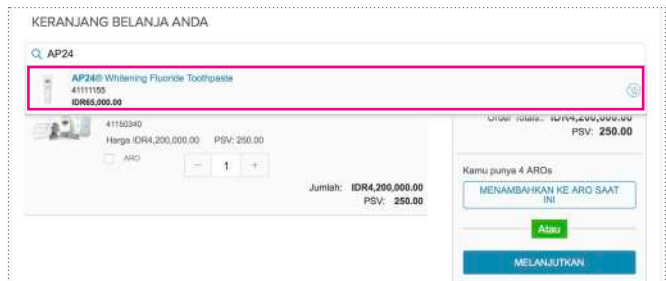 KERANJANG BELANJA ANDA
AP24
AP24® Whitening Fluoride Toothpaste
41111155
IDR65,000.00
41150340
Harga IDR4,200,000.00 PSV: 250.00
ARO
- 1 +
Jumlah: IDR4,200,000.00
PSV: 250.00
Order Totals.. IDR4,200,000.00
PSV: 250.00
Kamu punya 4 AROs
MENAMBAHKAN KE ARO SAAT
INI
Atau
MELANJUTKAN